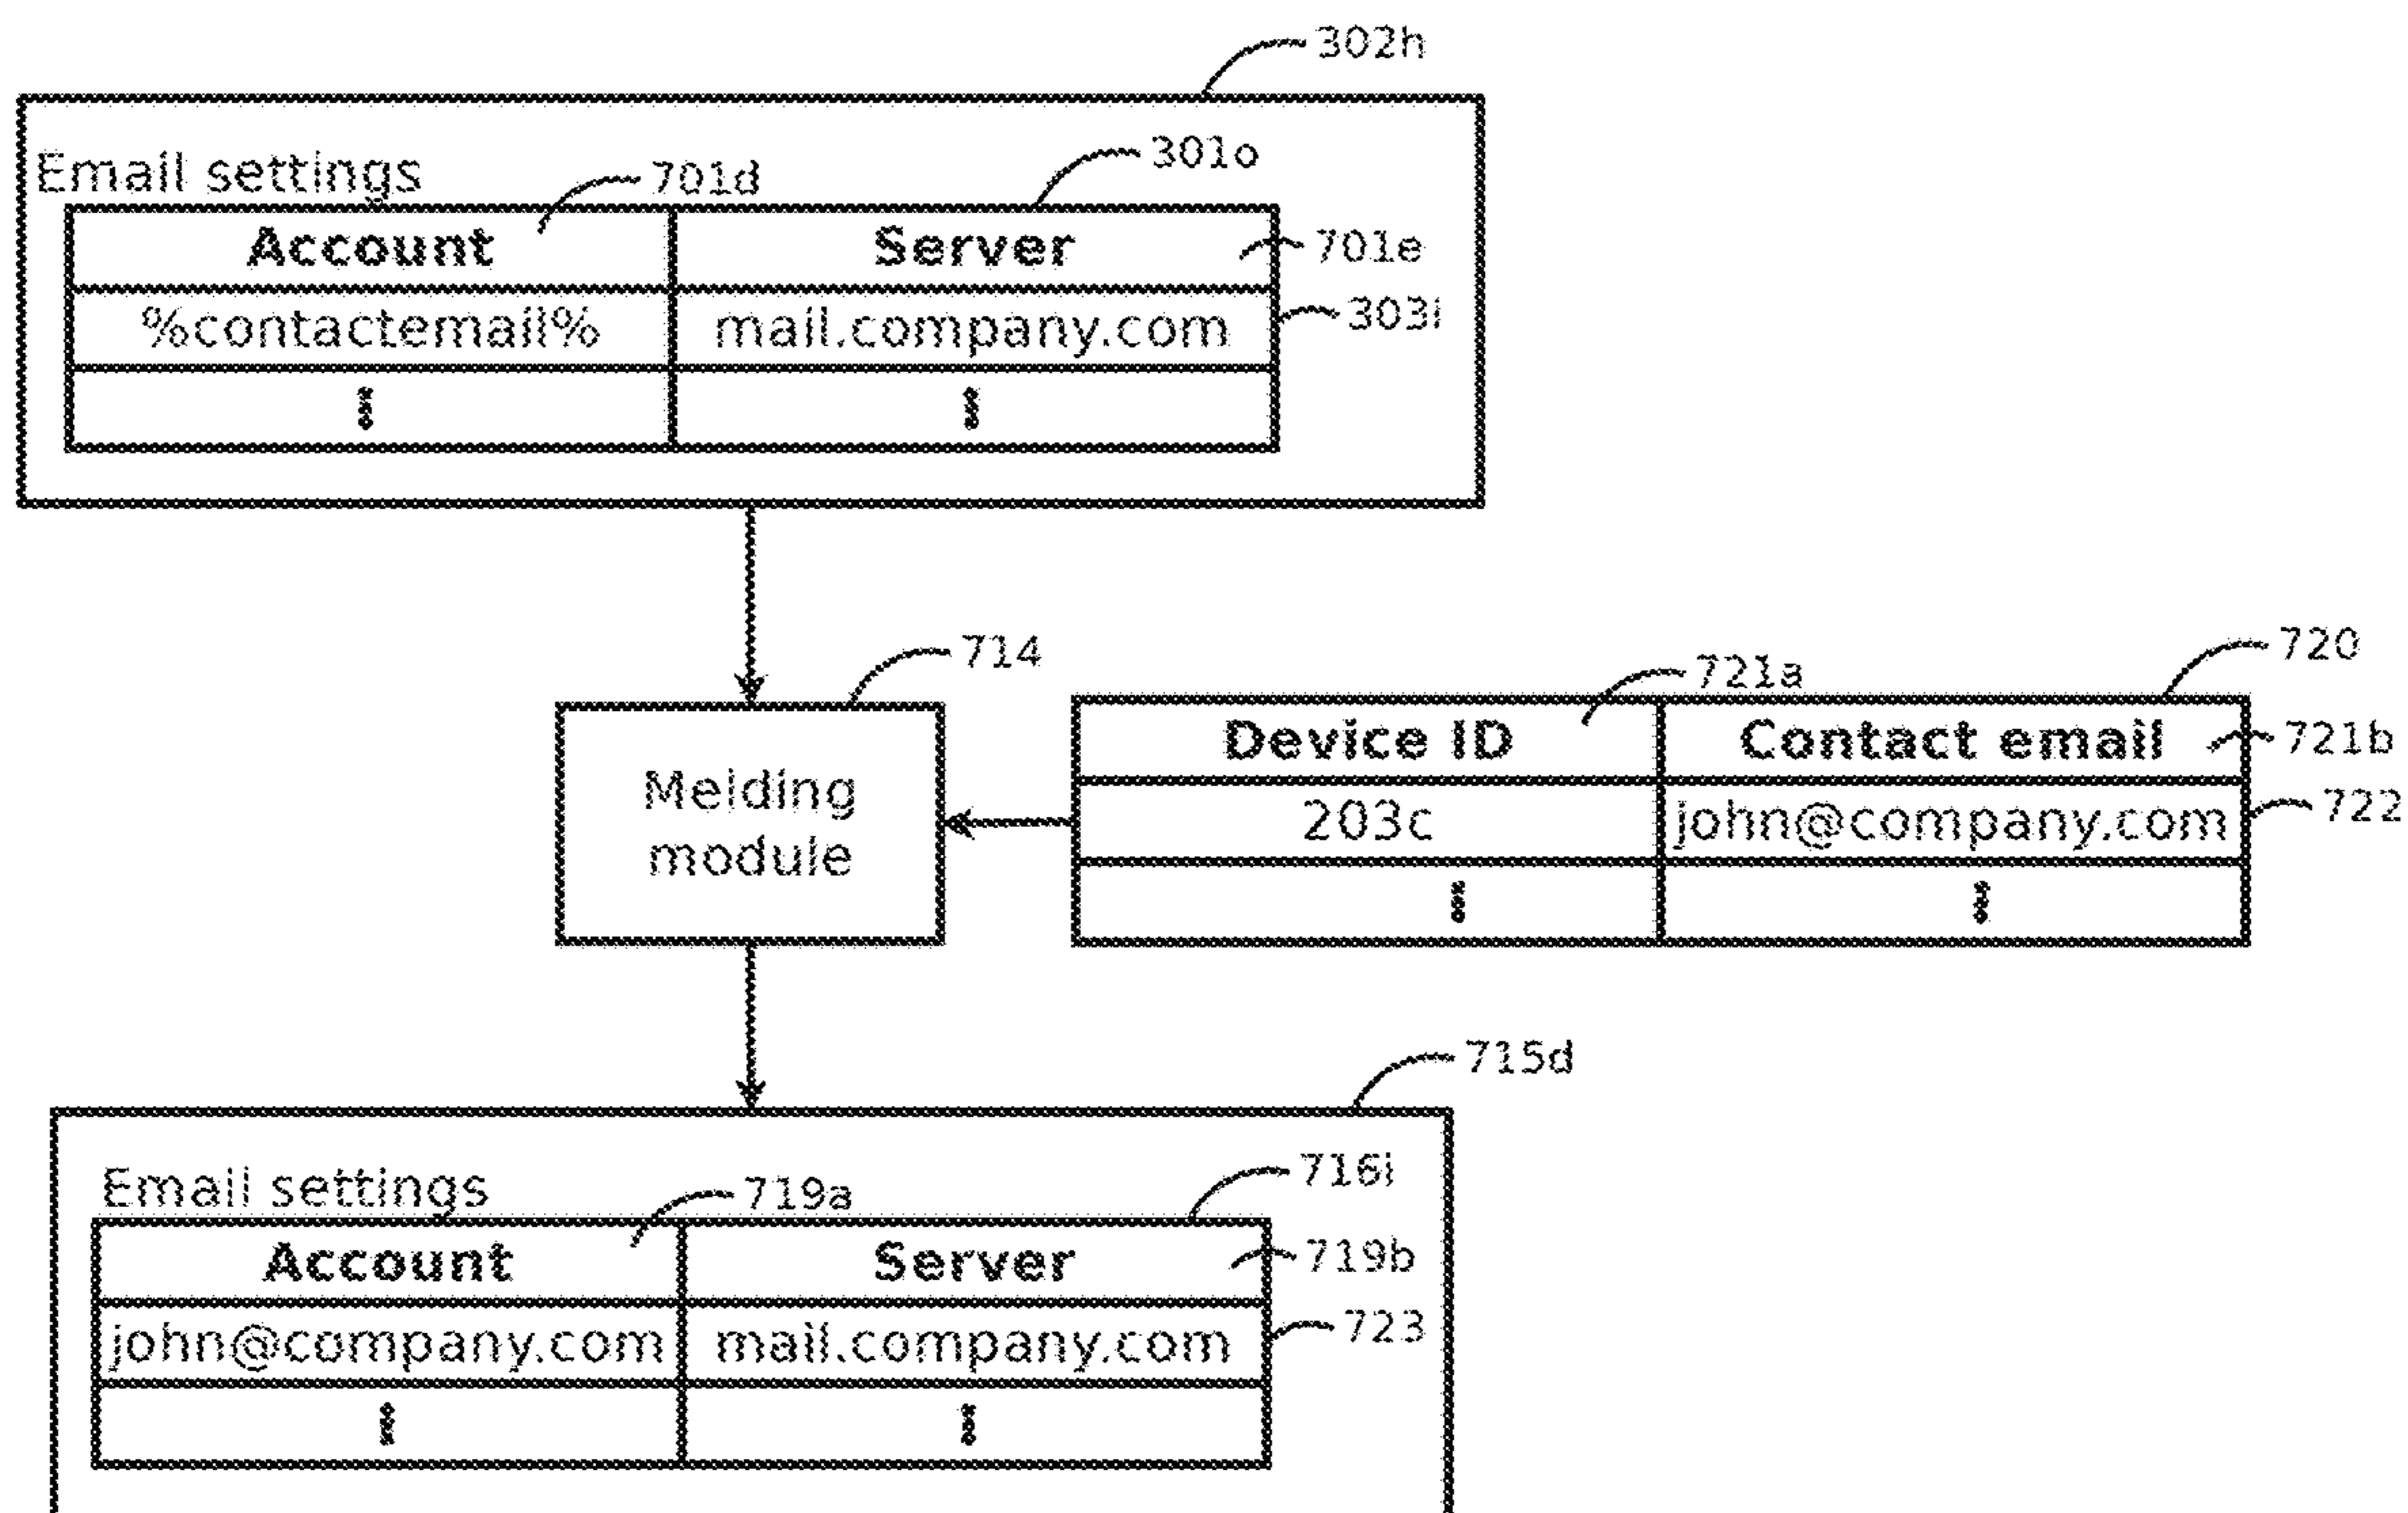 302h
Email settings
701d
301o
Account Server
701e
%contactemail% mail.company.com
303i
714
Melding
module
720
721a
Device ID Contact email
721b
203c john@company.com
722
715d
Email settings
719a
716i
Account Server
719b
john@company.com mail.company.com
723